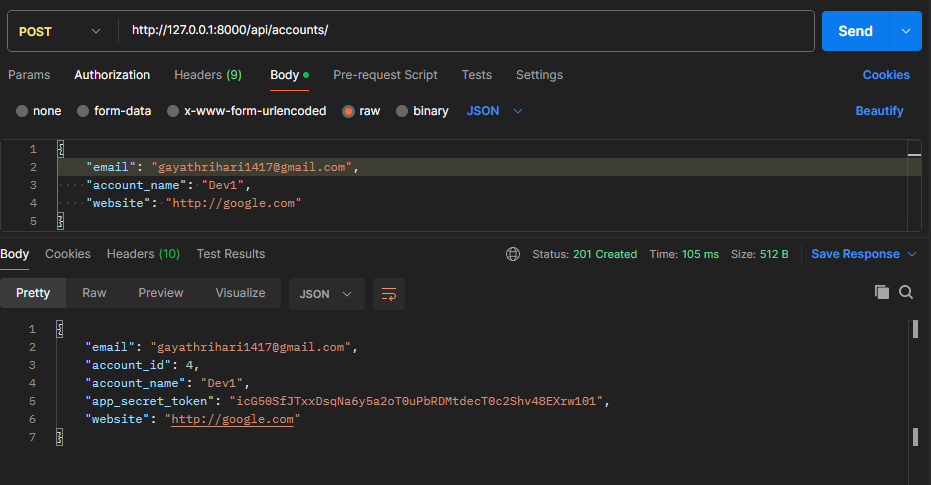 POST http://127.0.0.1:8000/api/accounts/ Send
Params Authorization Headers (9) Body Pre-request Script Tests Settings Cookies
none form-data x-www-form-urlencoded raw binary JSON Beautify
1 {
2 "email": "gayathrihari1417@gmail.com",
3 "account_name": "Dev1",
4 "website": "http://google.com"
5 }
Body Cookies Headers (10) Test Results Status: 201 Created Time: 105 ms Size: 512 B Save Response
Pretty Raw Preview Visualize JSON
1 {
2 "email": "gayathrihari1417@gmail.com",
3 "account_id": 4,
4 "account_name": "Dev1",
5 "app_secret_token": "icG50SfJTxxDsqNa6y5a2oT0uPbRDMtdecT0c2Shv48EXrw101",
6 "website": "http://google.com"
7 }